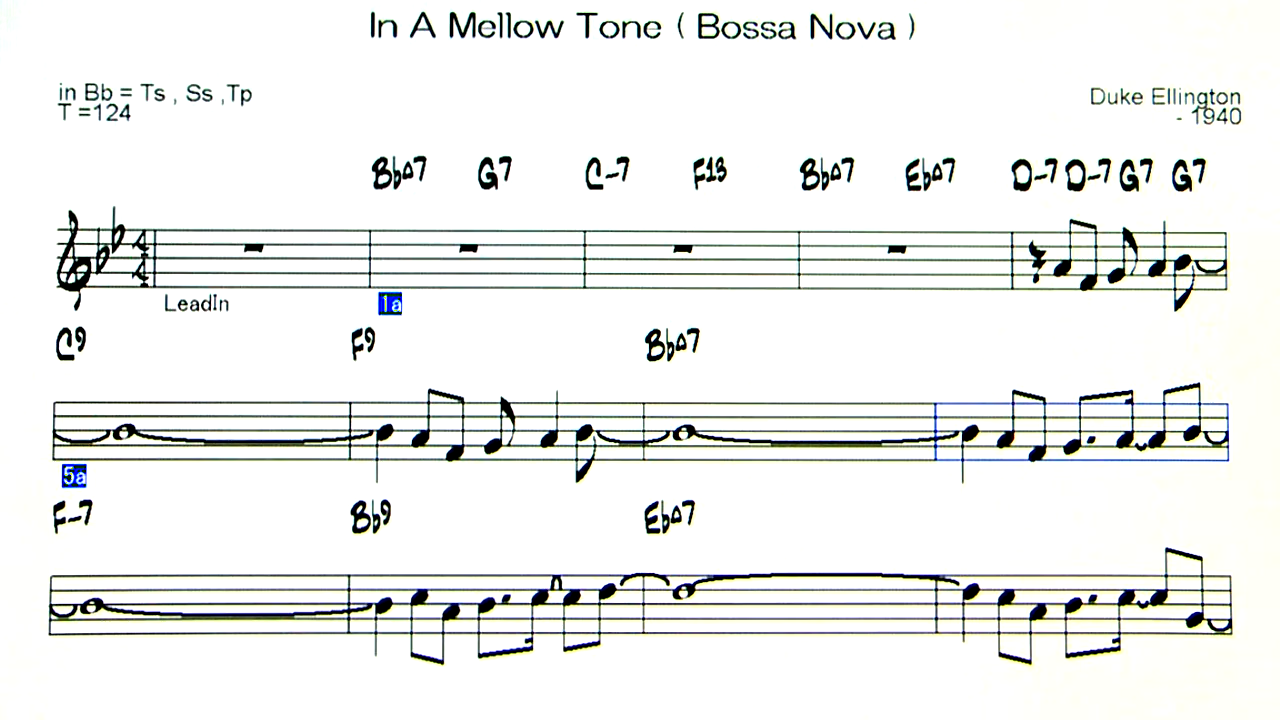 In A Mellow Tone ( Bossa Nova )
in Bb = Ts , Ss ,Tp
T =124
Duke Ellington
- 1940
Bb△7 G7 C-7 F13 Bb△7 Eb△7 D-7 D-7 G7 G7
4
4
LeadIn 1a
C9 F9 Bb△7
5a
F-7 Bb9 Eb△7